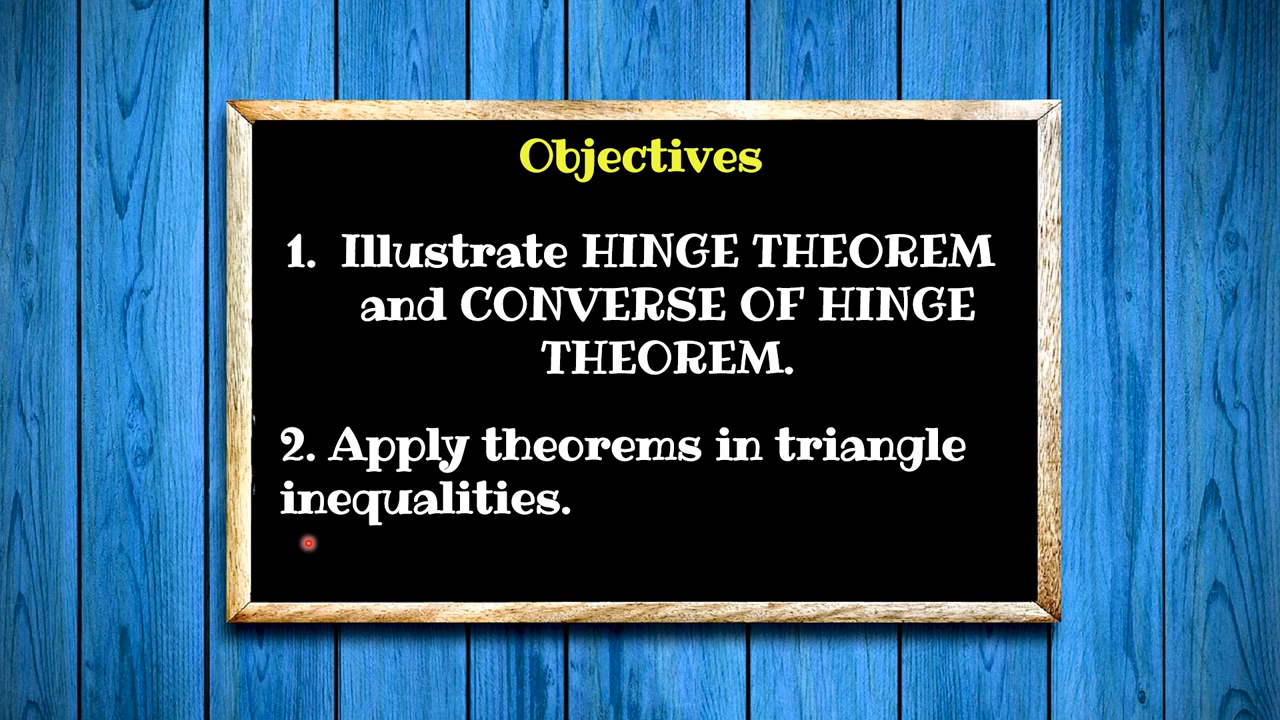 Objectives
1. Illustrate HINGE THEOREM
and CONVERSE OF HINGE
THEOREM.
2. Apply theorems in triangle
inequalities.